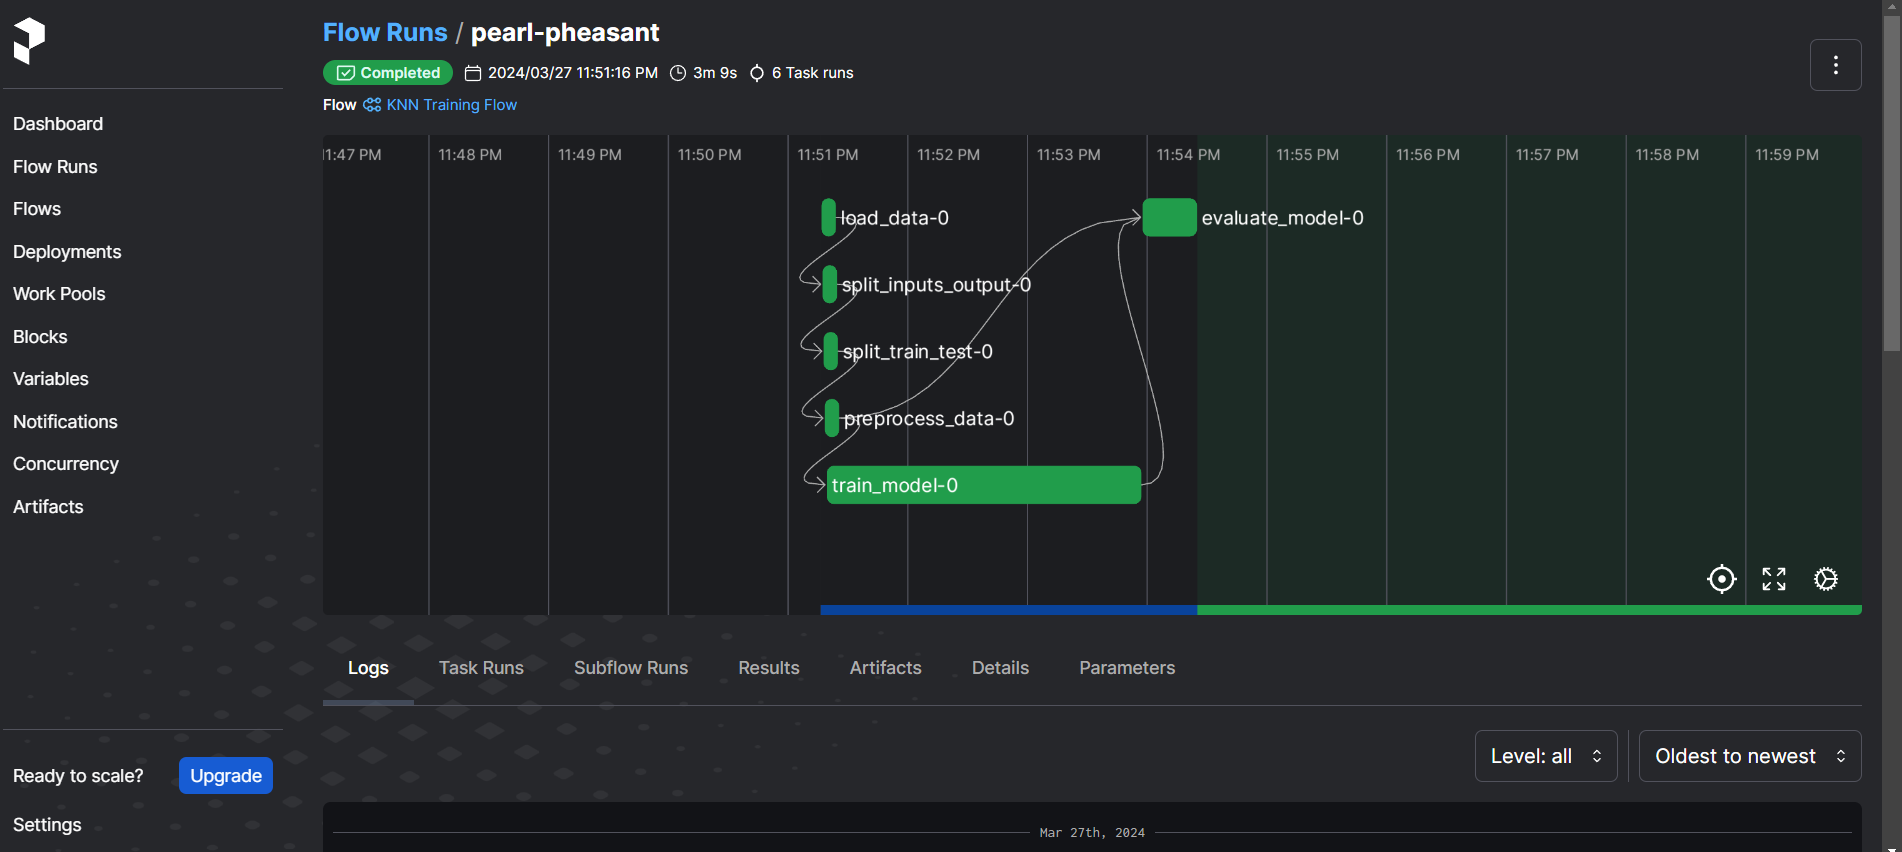 Flow Runs / pearl-pheasant
Completed 2024/03/27 11:51:16 PM 3m 9s 6 Task runs
Flow KNN Training Flow
Dashboard
Flow Runs
Flows
Deployments
Work Pools
Blocks
Variables
Notifications
Concurrency
Artifacts
Ready to scale? Upgrade
Settings
11:47 PM 11:48 PM 11:49 PM 11:50 PM 11:51 PM 11:52 PM 11:53 PM 11:54 PM 11:55 PM 11:56 PM 11:57 PM 11:58 PM 11:59 PM
load_data-0 evaluate_model-0
split_inputs_output-0
split_train_test-0
preprocess_data-0
train_model-0
Logs Task Runs Subflow Runs Results Artifacts Details Parameters
Level: all Oldest to newest
Mar 27th, 2024